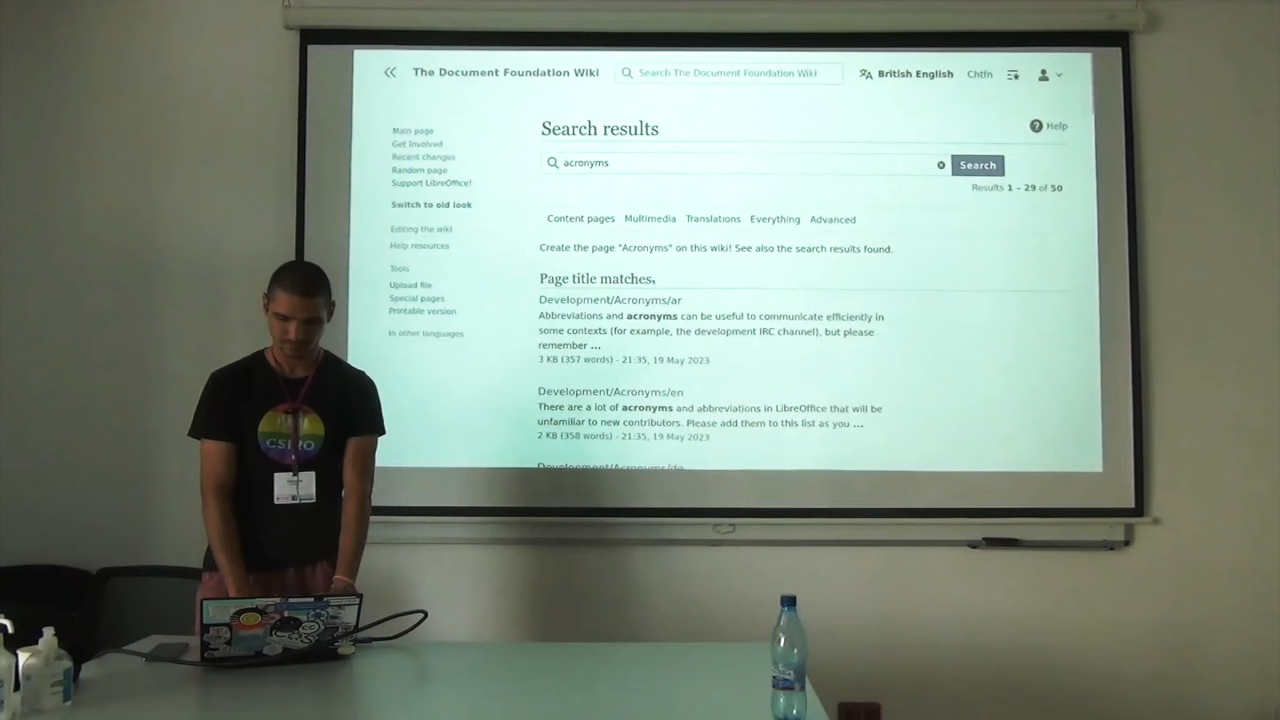 The Document Foundation Wiki
Search The Document Foundation Wiki
British English
Chtfn
Main page
Get Involved
Recent changes
Random page
Support LibreOffice!
Switch to old look
Editing the wiki
Help resources
Tools
Upload file
Special pages
Printable version
In other languages
Search results
Help
acronyms
Search
Results 1 - 29 of 50
Content pages Multimedia Translations Everything Advanced
Create the page "Acronyms" on this wiki! See also the search results found.
Page title matches
Development/Acronyms/ar
Abbreviations and acronyms can be useful to communicate efficiently in
some contexts (for example, the development IRC channel), but please
remember ...
3 KB (357 words) - 21:35, 19 May 2023
Development/Acronyms/en
There are a lot of acronyms and abbreviations in LibreOffice that will be
unfamiliar to new contributors. Please add them to this list as you ...
2 KB (358 words) - 21:35, 19 May 2023
Development/Acronyms/de
CSIRO